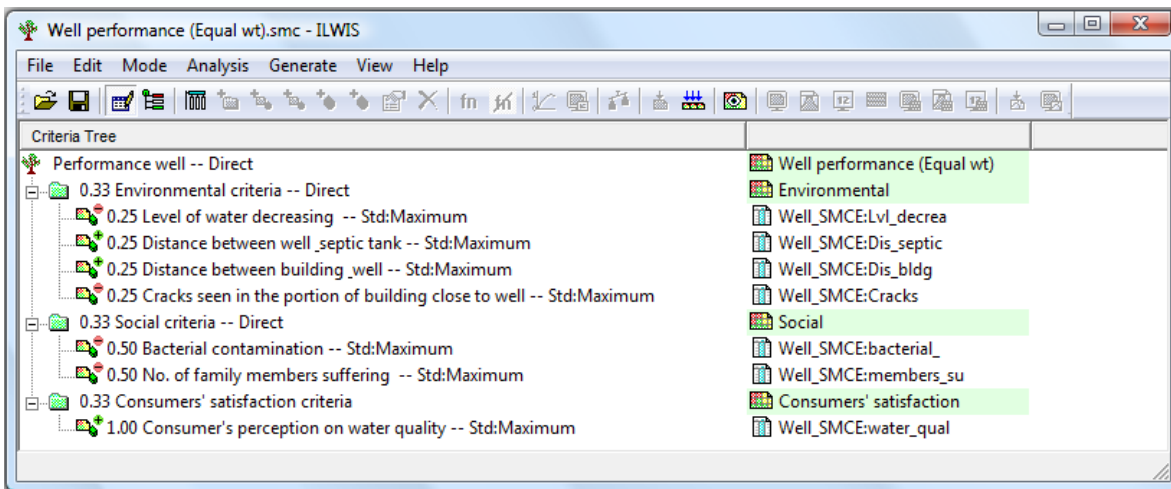 Well performance (Equal wt).smc - ILWIS
File Edit Mode Analysis Generate View Help
fn fn
12 12
Criteria Tree
Performance well -- Direct Well performance (Equal wt)
0.33 Environmental criteria -- Direct Environmental
0.25 Level of water decreasing -- Std:Maximum Well_SMCE:Lvl_decrea
0.25 Distance between well _septic tank -- Std:Maximum Well_SMCE:Dis_septic
0.25 Distance between building _well -- Std:Maximum Well_SMCE:Dis_bldg
0.25 Cracks seen in the portion of building close to well -- Std:Maximum Well_SMCE:Cracks
0.33 Social criteria -- Direct Social
0.50 Bacterial contamination -- Std:Maximum Well_SMCE:bacterial_
0.50 No. of family members suffering -- Std:Maximum Well_SMCE:members_su
0.33 Consumers' satisfaction criteria Consumers' satisfaction
1.00 Consumer's perception on water quality -- Std:Maximum Well_SMCE:water_qual